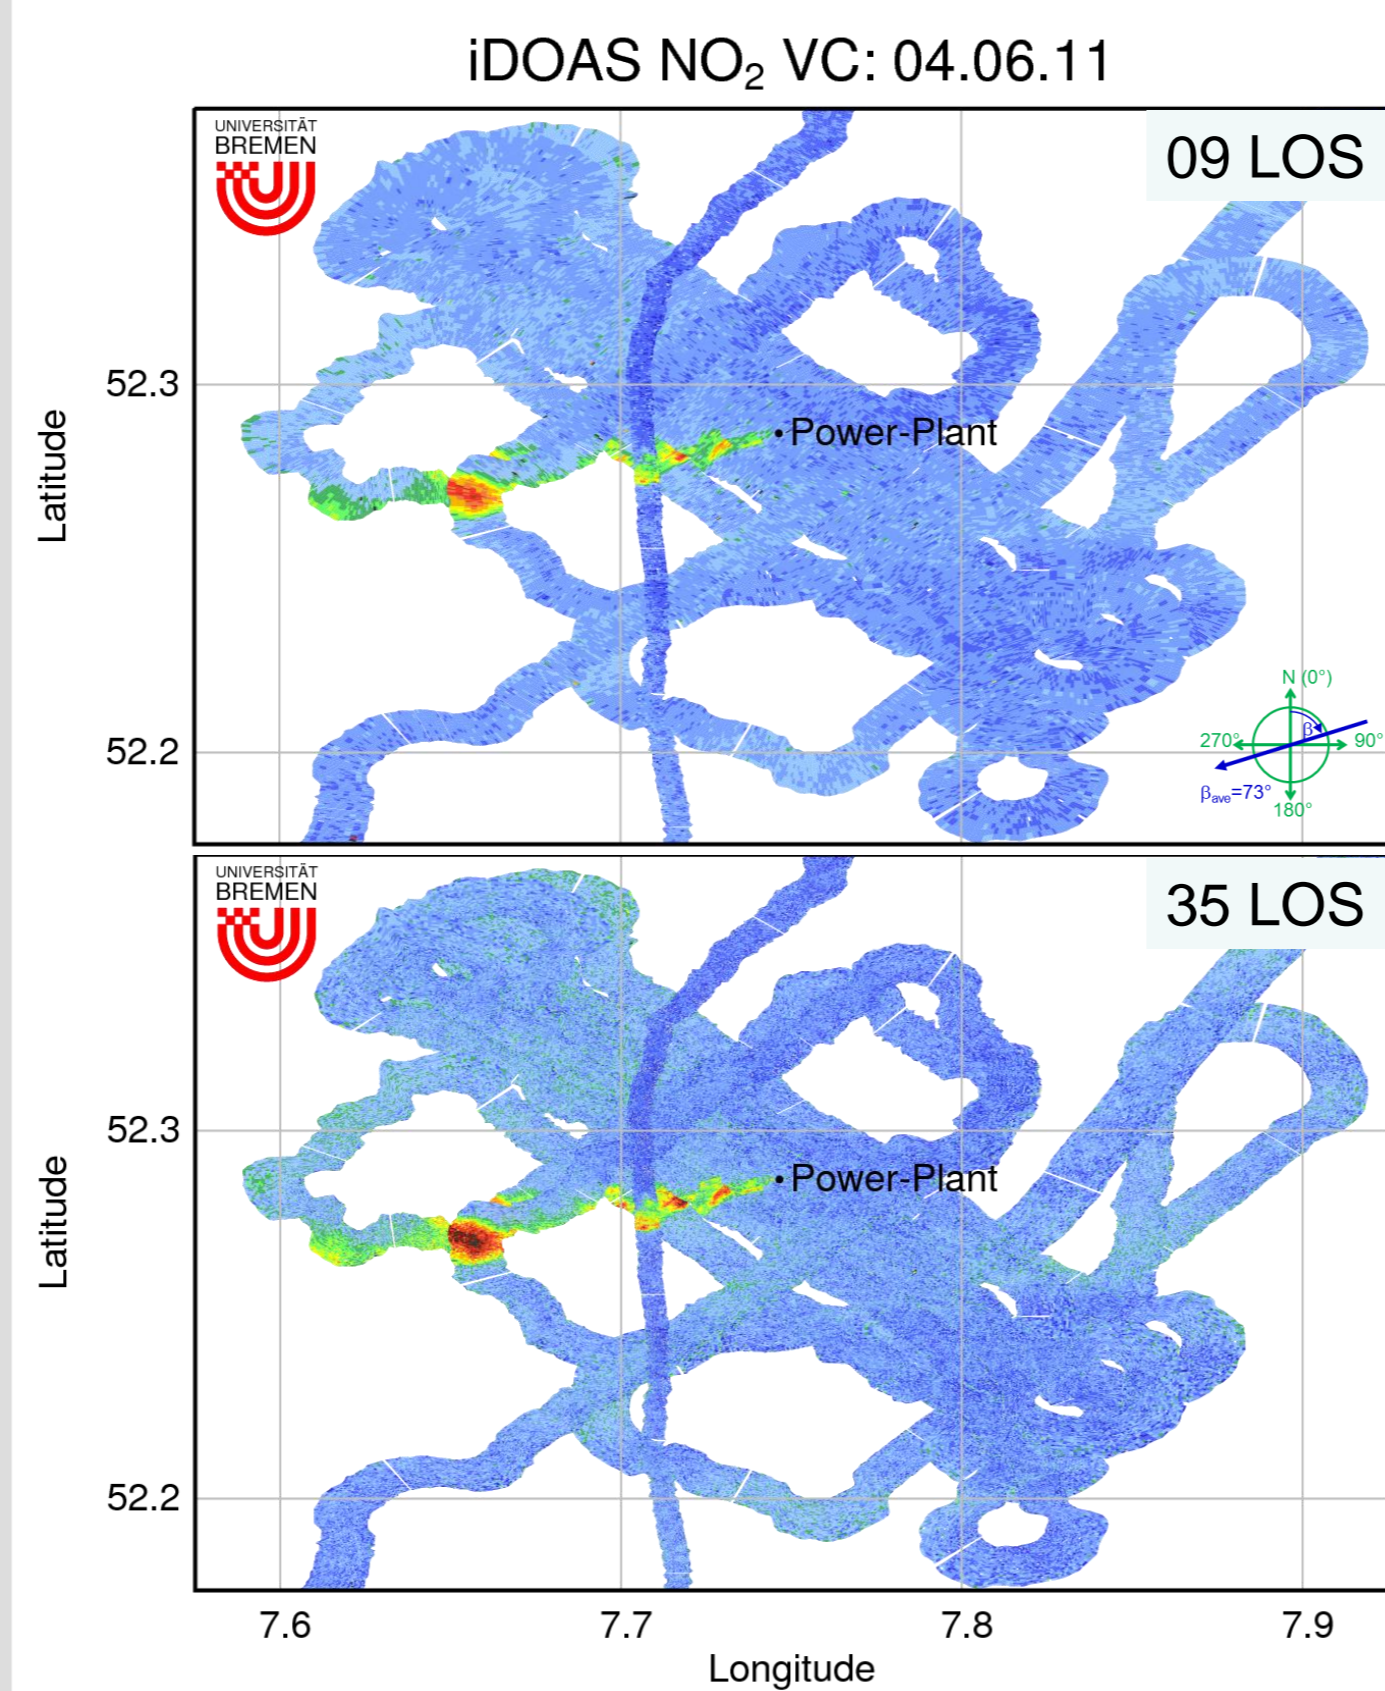 iDOAS NO₂ VC: 04.06.11
UNIVERSITÄT
BREMEN
09 LOS
52.3
Power-Plant
Latitude
N (0°)
β
270°
90°
52.2
βave=73°
180°
UNIVERSITÄT
BREMEN
35 LOS
52.3
Power-Plant
Latitude
52.2
7.6 7.7 7.8 7.9
Longitude